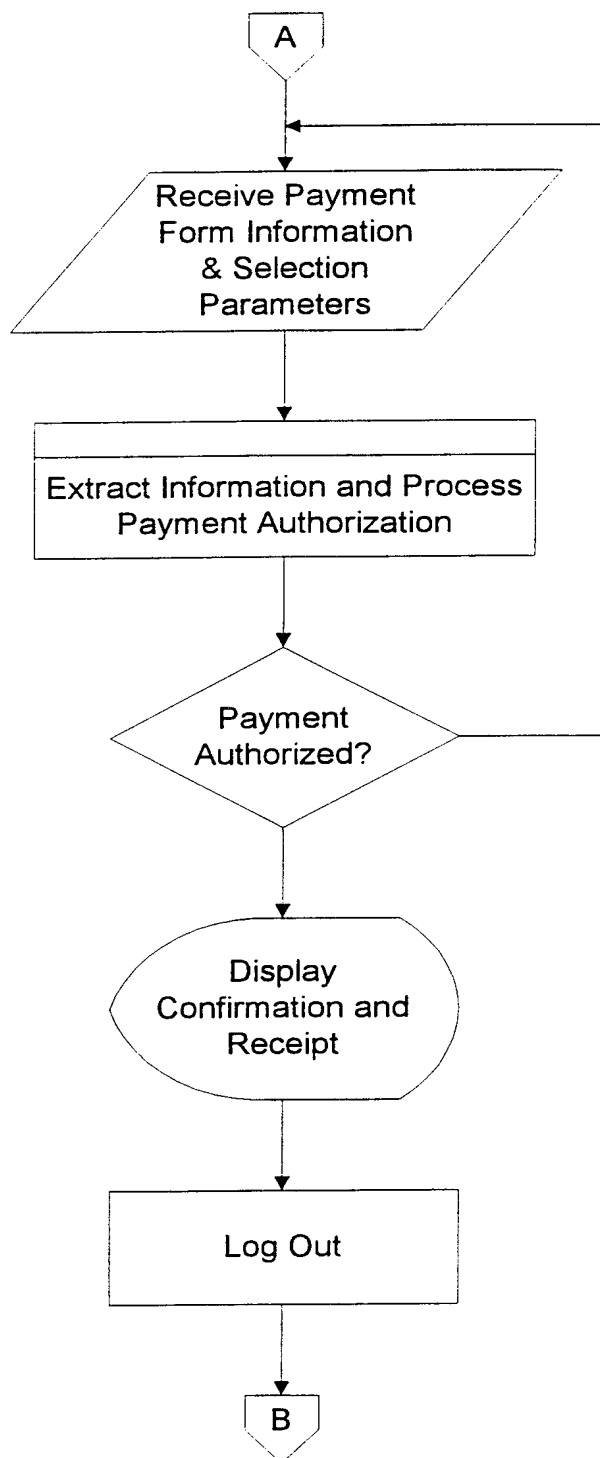 A
Receive Payment
Form Information
& Selection
Parameters
Extract Information and Process
Payment Authorization
Payment
Authorized?
Display
Confirmation and
Receipt
Log Out
B